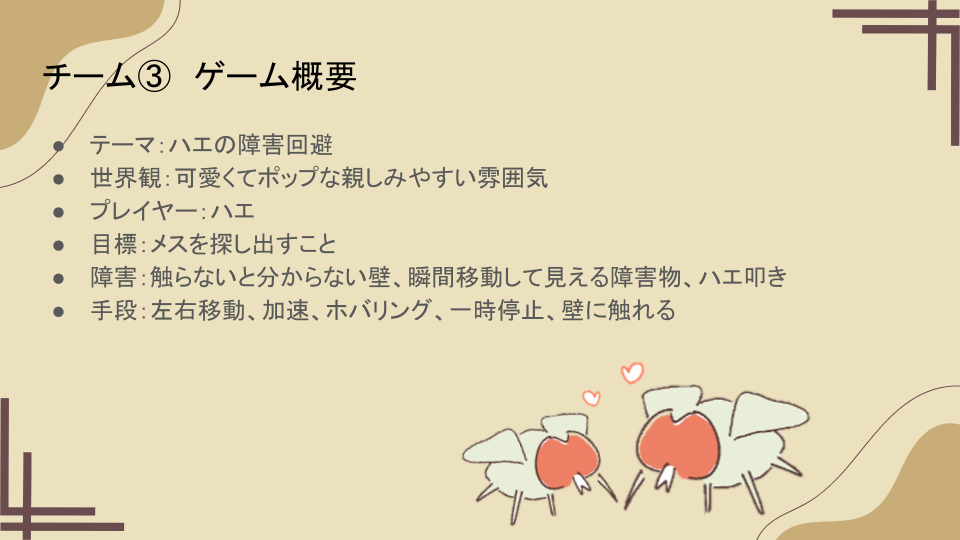 チーム③　ゲーム概要
● テーマ：ハエの障害回避
● 世界観：可愛くてポップな親しみやすい雰囲気
● プレイヤー：ハエ
● 目標：メスを探し出すこと
● 障害：触らないと分からない壁、瞬間移動して見える障害物、ハエ叩き
● 手段：左右移動、加速、ホバリング、一時停止、壁に触れる